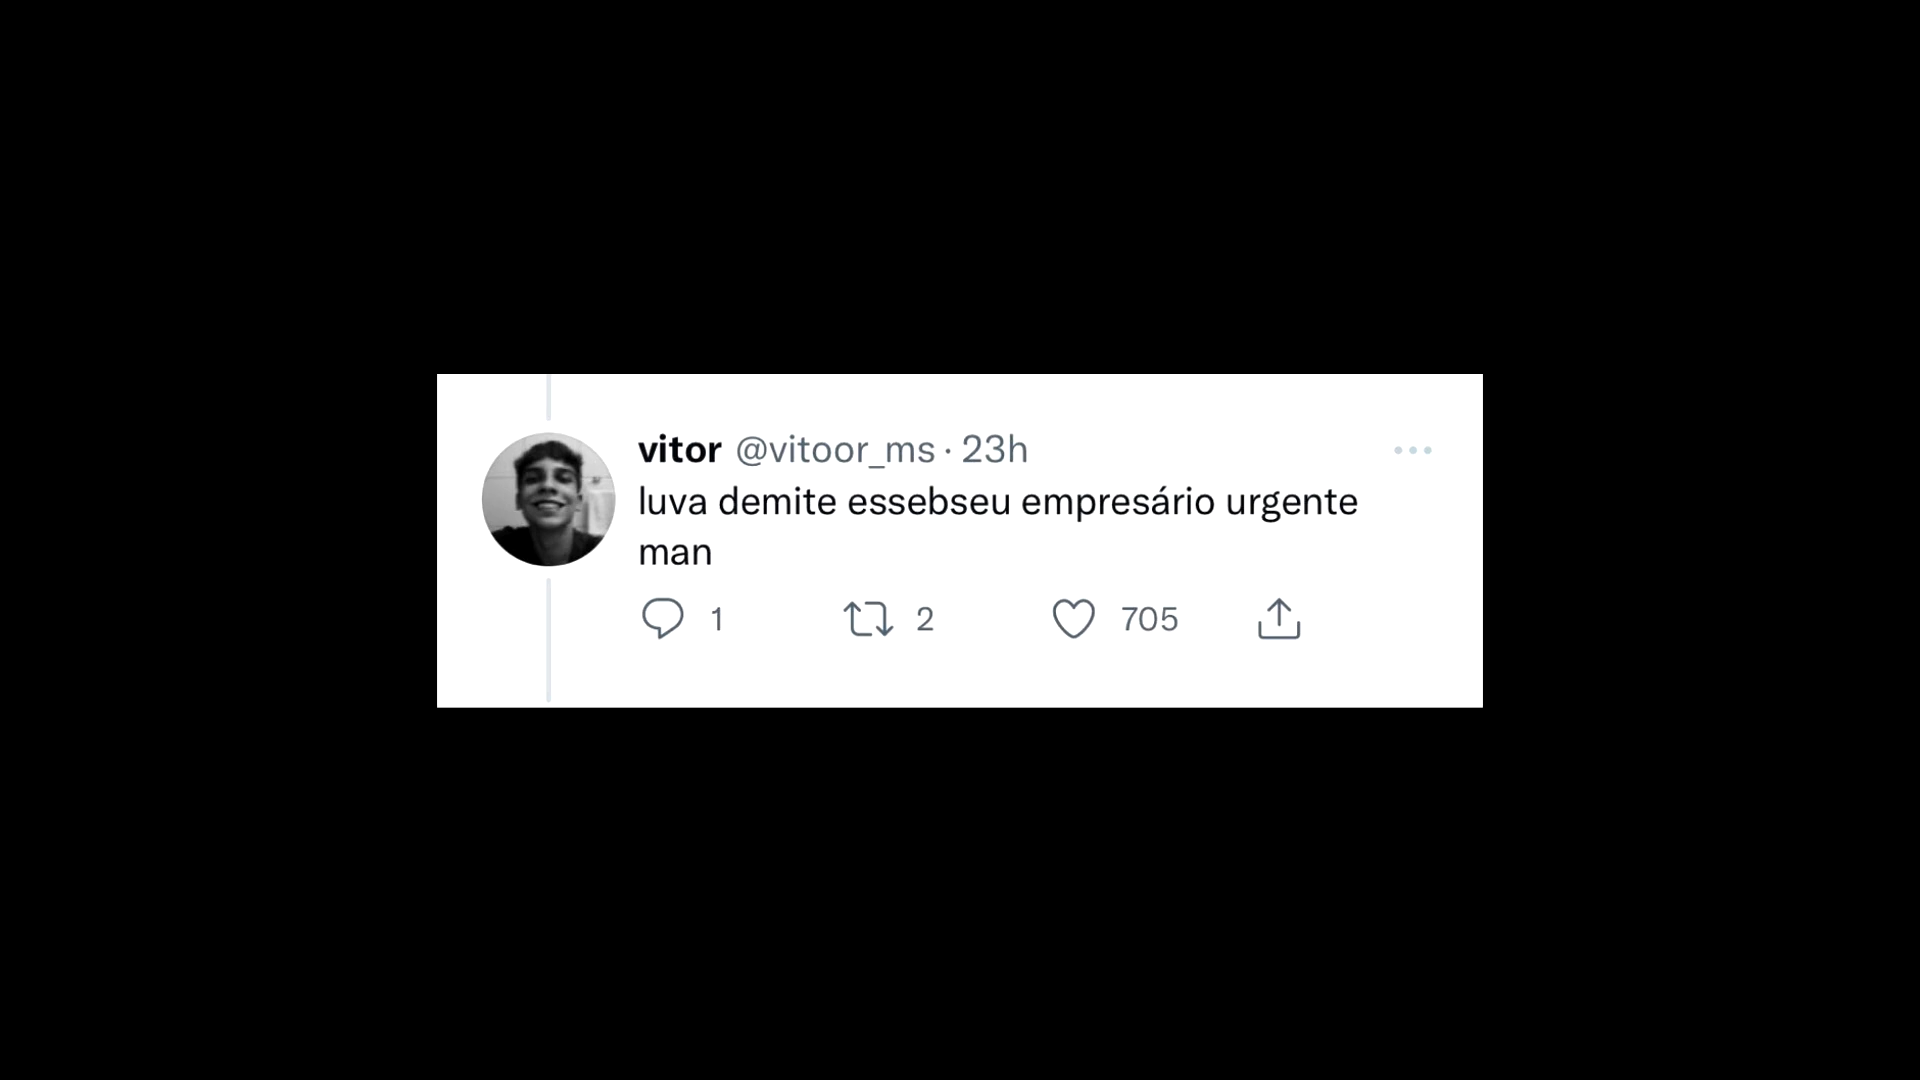 vitor @vitoor_ms · 23h
luva demite essebseu empresário urgente
man
1 2 705